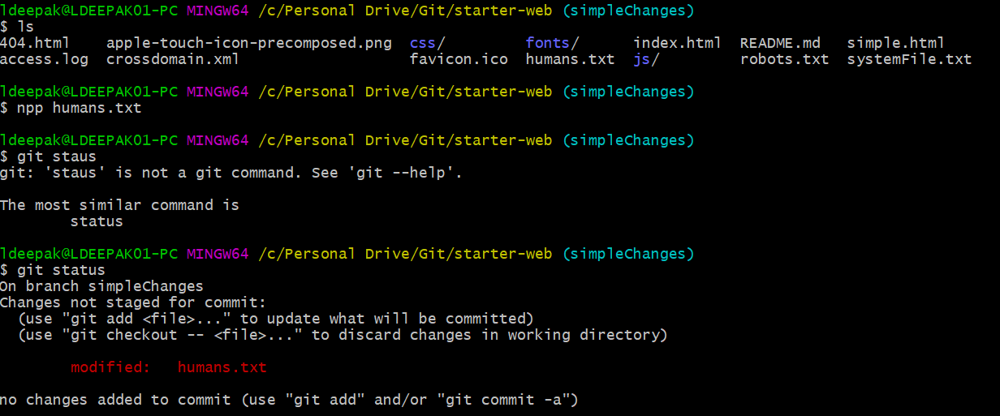 ldeepak@LDEEPAK01-PC MINGW64 /c/Personal Drive/Git/starter-web (simpleChanges)
$ ls
404.html    apple-touch-icon-precomposed.png  css/         fonts/      index.html  README.md   simple.html
access.log  crossdomain.xml                   favicon.ico  humans.txt  js/         robots.txt  systemFile.txt
ldeepak@LDEEPAK01-PC MINGW64 /c/Personal Drive/Git/starter-web (simpleChanges)
$ npp humans.txt
ldeepak@LDEEPAK01-PC MINGW64 /c/Personal Drive/Git/starter-web (simpleChanges)
$ git staus
git: 'staus' is not a git command. See 'git --help'.
The most similar command is
        status
ldeepak@LDEEPAK01-PC MINGW64 /c/Personal Drive/Git/starter-web (simpleChanges)
$ git status
On branch simpleChanges
Changes not staged for commit:
  (use "git add <file>..." to update what will be committed)
  (use "git checkout -- <file>..." to discard changes in working directory)
        modified:   humans.txt
no changes added to commit (use "git add" and/or "git commit -a")